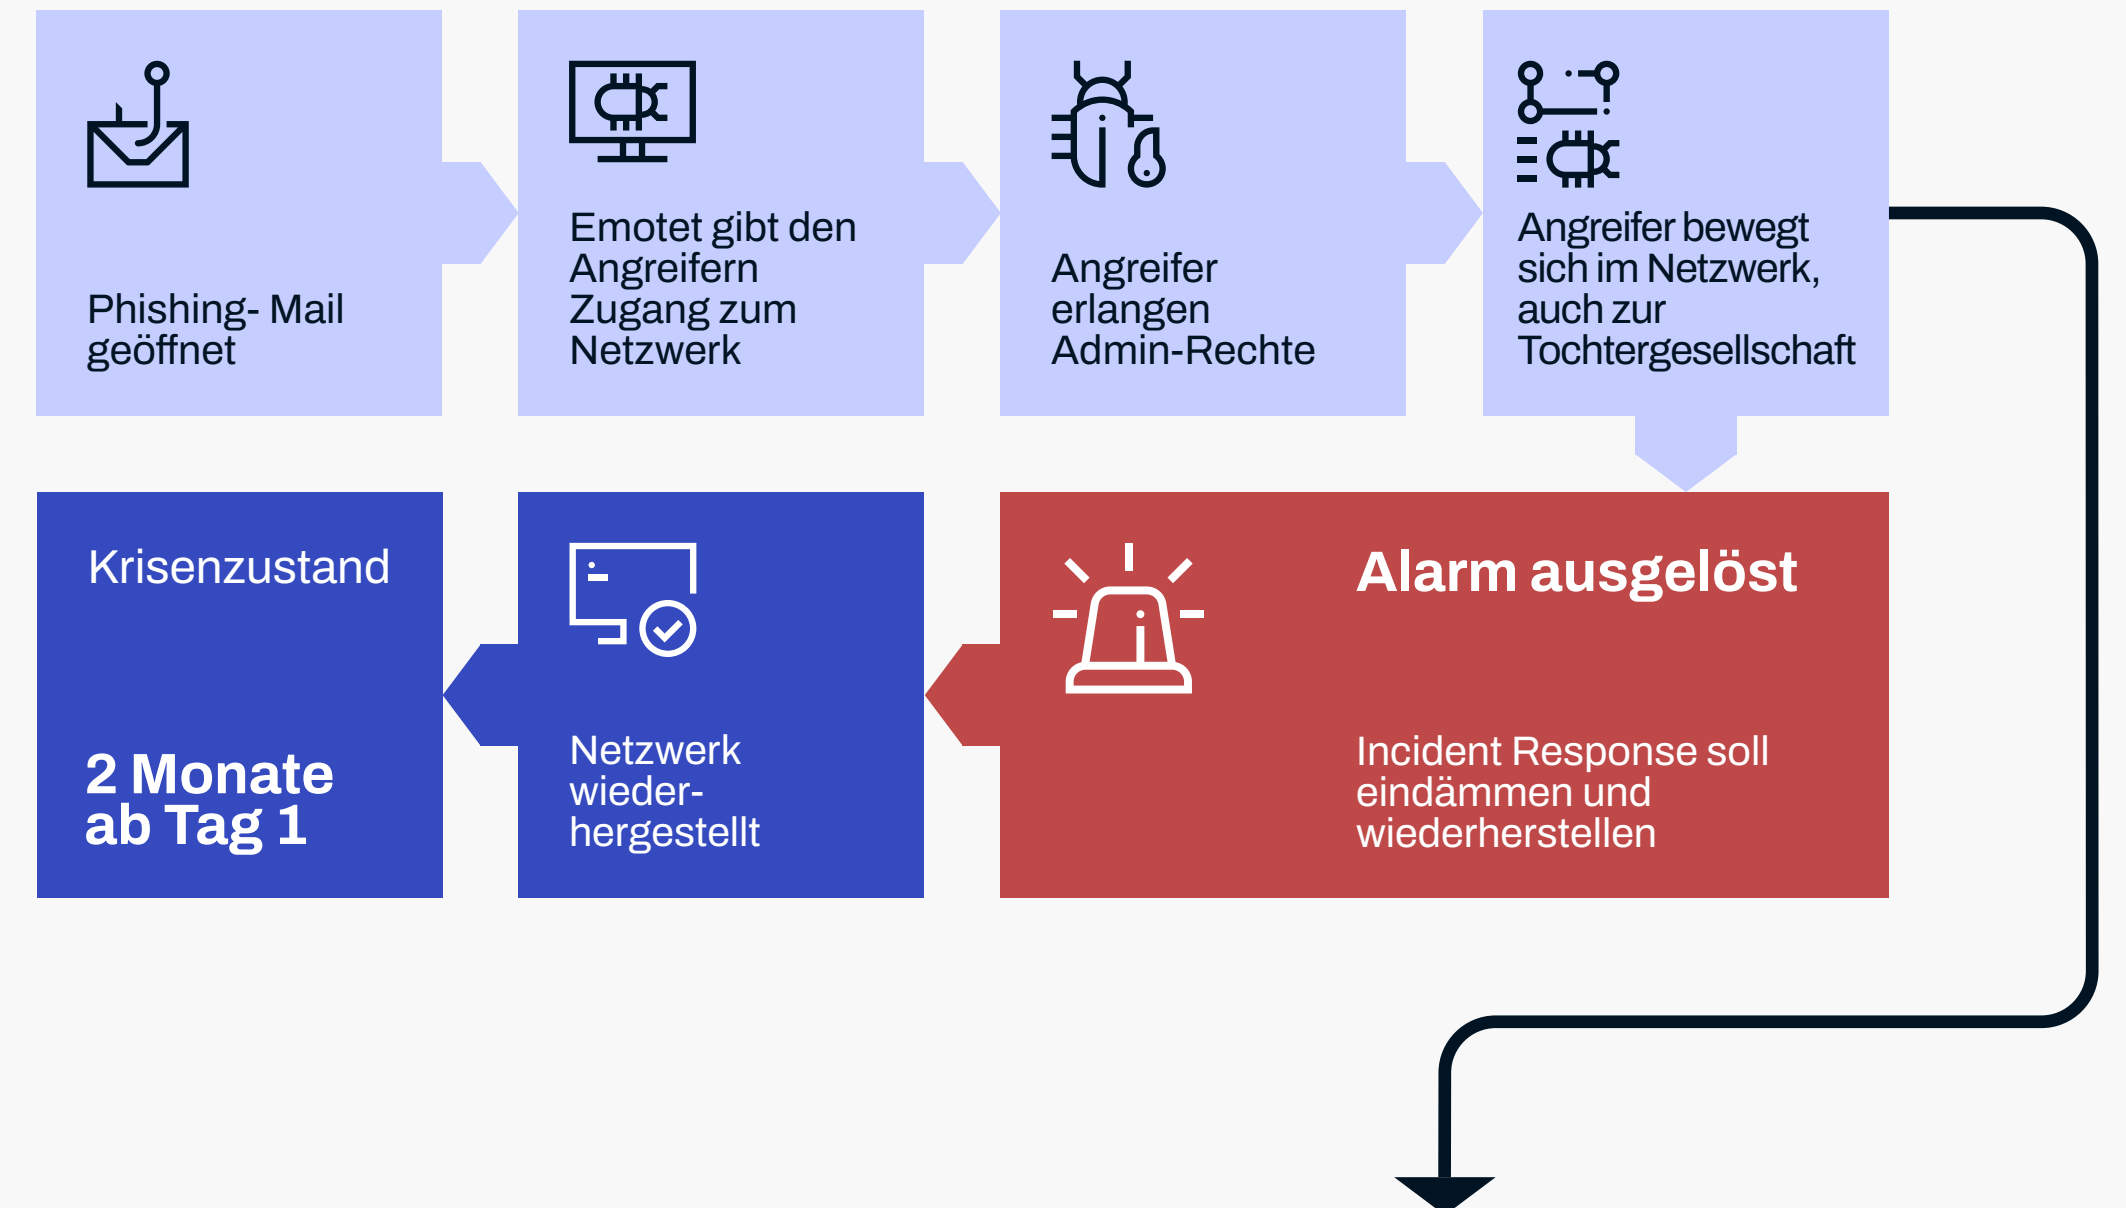 Phishing- Mail
geöffnet
Emotet gibt den
Angreifern
Zugang zum
Netzwerk
Angreifer
erlangen
Admin-Rechte
Angreifer bewegt
sich im Netzwerk,
auch zur
Tochtergesellschaft
Alarm ausgelöst
Incident Response soll
eindämmen und
wiederherstellen
Netzwerk
wieder-
hergestellt
Krisenzustand
2 Monate
ab Tag 1